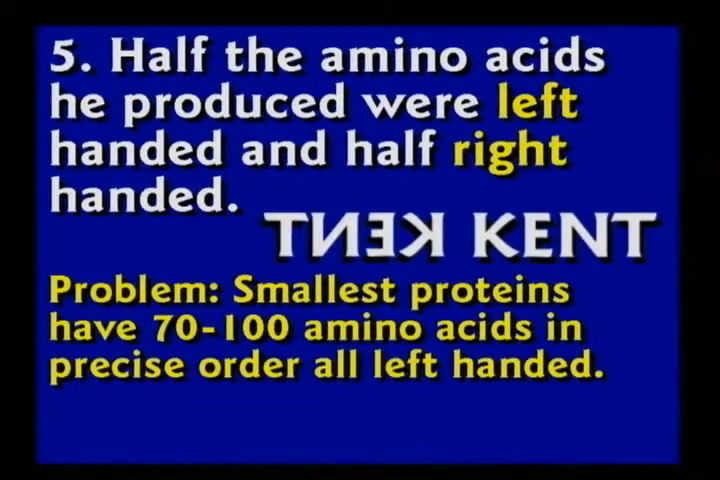 5. Half the amino acids
he produced were left
handed and half right
handed.
TNƎꓘ KENT
Problem: Smallest proteins
have 70-100 amino acids in
precise order all left handed.